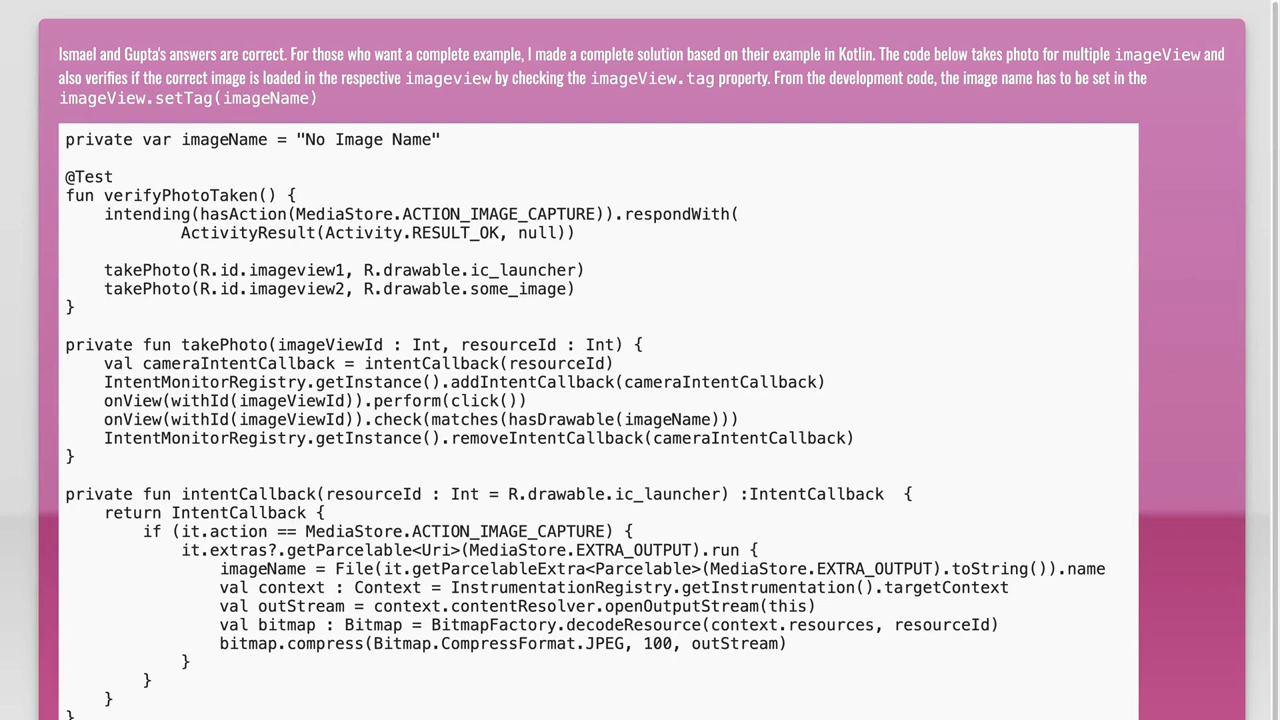 Ismael and Gupta's answers are correct. For those who want a complete example, I made a complete solution based on their example in Kotlin. The code below takes photo for multiple imageView and
also verifies if the correct image is loaded in the respective imageview by checking the imageView.tag property. From the development code, the image name has to be set in the
imageView.setTag(imageName)
private var imageName = "No Image Name"
@Test
fun verifyPhotoTaken() {
    intending(hasAction(MediaStore.ACTION_IMAGE_CAPTURE)).respondWith(
            ActivityResult(Activity.RESULT_OK, null))
    takePhoto(R.id.imageview1, R.drawable.ic_launcher)
    takePhoto(R.id.imageview2, R.drawable.some_image)
}
private fun takePhoto(imageViewId : Int, resourceId : Int) {
    val cameraIntentCallback = intentCallback(resourceId)
    IntentMonitorRegistry.getInstance().addIntentCallback(cameraIntentCallback)
    onView(withId(imageViewId)).perform(click())
    onView(withId(imageViewId)).check(matches(hasDrawable(imageName)))
    IntentMonitorRegistry.getInstance().removeIntentCallback(cameraIntentCallback)
}
private fun intentCallback(resourceId : Int = R.drawable.ic_launcher) :IntentCallback  {
    return IntentCallback {
        if (it.action == MediaStore.ACTION_IMAGE_CAPTURE) {
            it.extras?.getParcelable<Uri>(MediaStore.EXTRA_OUTPUT).run {
                imageName = File(it.getParcelableExtra<Parcelable>(MediaStore.EXTRA_OUTPUT).toString()).name
                val context : Context = InstrumentationRegistry.getInstrumentation().targetContext
                val outStream = context.contentResolver.openOutputStream(this)
                val bitmap : Bitmap = BitmapFactory.decodeResource(context.resources, resourceId)
                bitmap.compress(Bitmap.CompressFormat.JPEG, 100, outStream)
            }
        }
    }
}